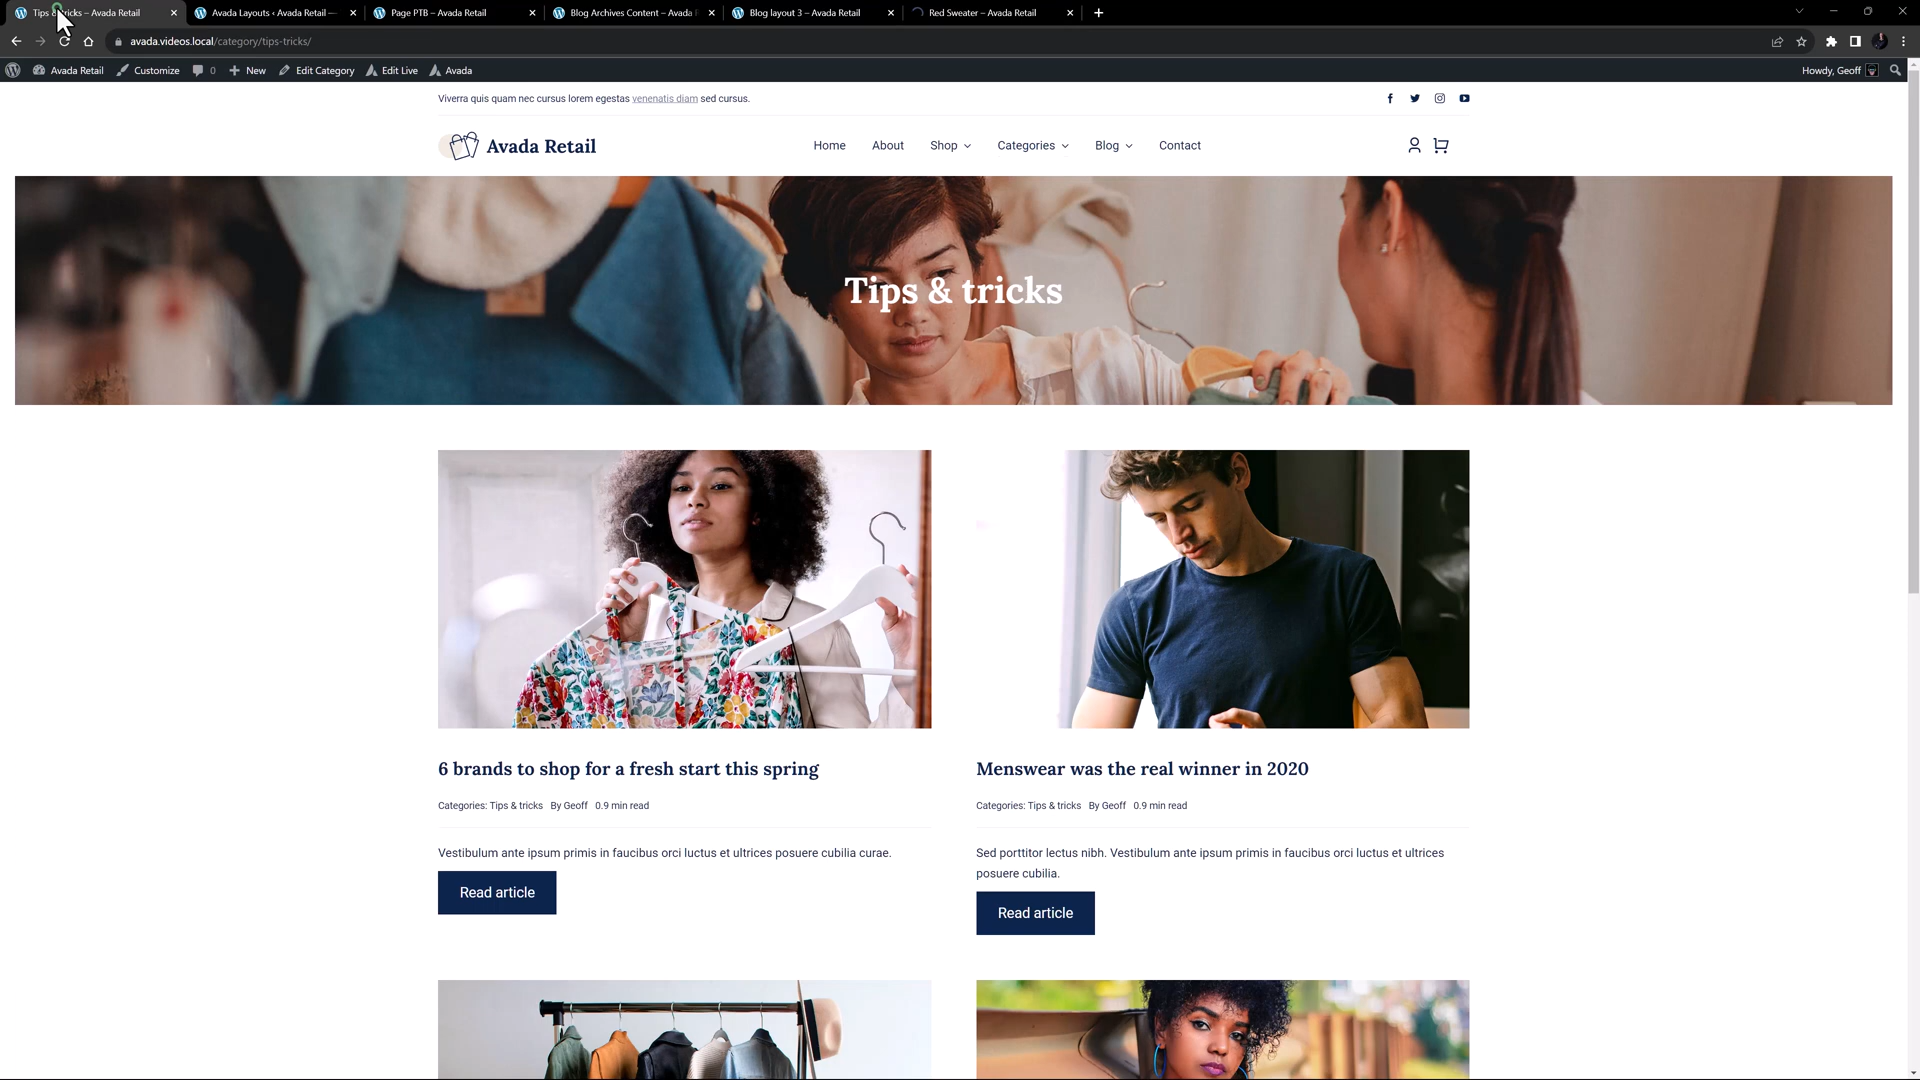 Tips & tricks – Avada Retail
Avada Layouts ‹ Avada Retail —
Page PTB – Avada Retail
Blog Archives Content – Avada
Blog layout 3 – Avada Retail
Red Sweater – Avada Retail
avada.videos.local/category/tips-tricks/
Avada Retail
Customize
0
New
Edit Category
Edit Live
Avada
Howdy, Geoff
Viverra quis quam nec cursus lorem egestas venenatis diam sed cursus.
Avada Retail
Home
About
Shop
Categories
Blog
Contact
Tips & tricks
6 brands to shop for a fresh start this spring
Categories: Tips & tricks By Geoff 0.9 min read
Vestibulum ante ipsum primis in faucibus orci luctus et ultrices posuere cubilia curae.
Read article
Menswear was the real winner in 2020
Categories: Tips & tricks By Geoff 0.9 min read
Sed porttitor lectus nibh. Vestibulum ante ipsum primis in faucibus orci luctus et ultrices
posuere cubilia.
Read article